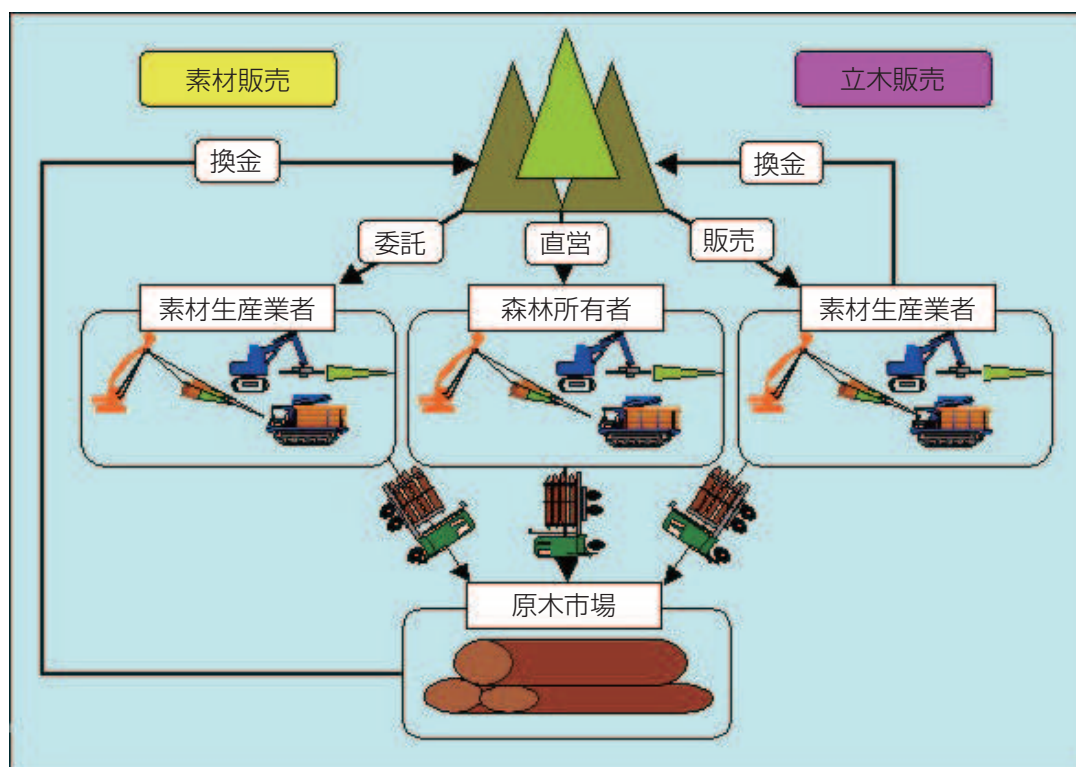 素材販売
立木販売
換金
換金
委託
直営
販売
素材生産業者
森林所有者
素材生産業者
原木市場